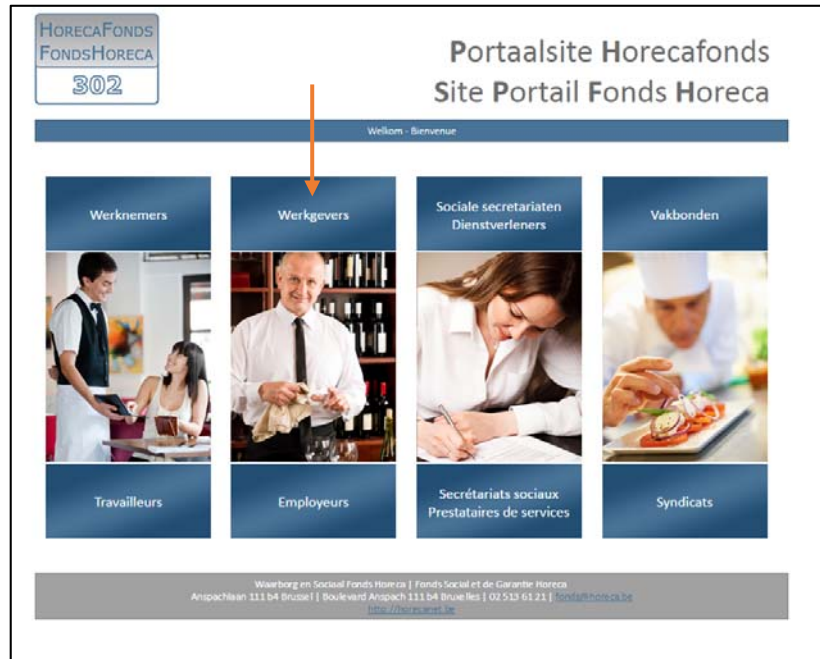 HORECAFONDS
FONDSHORECA
302
Portaalsite Horecafonds
Site Portail Fonds Horeca
Welkom - Bienvenue
Werknemers
Werkgevers
Sociale secretariaten
Dienstverleners
Vakbonden
Travailleurs
Employeurs
Secrétariats sociaux
Prestataires de services
Syndicats
Waarborg en Sociaal Fonds Horeca | Fonds Social et de Garantie Horeca
Anspachlaan 111 b4 Brussel | Boulevard Anspach 111 b4 Bruxelles | 02 513 61 21 | fonds@horeca.be
http://horecanet.be